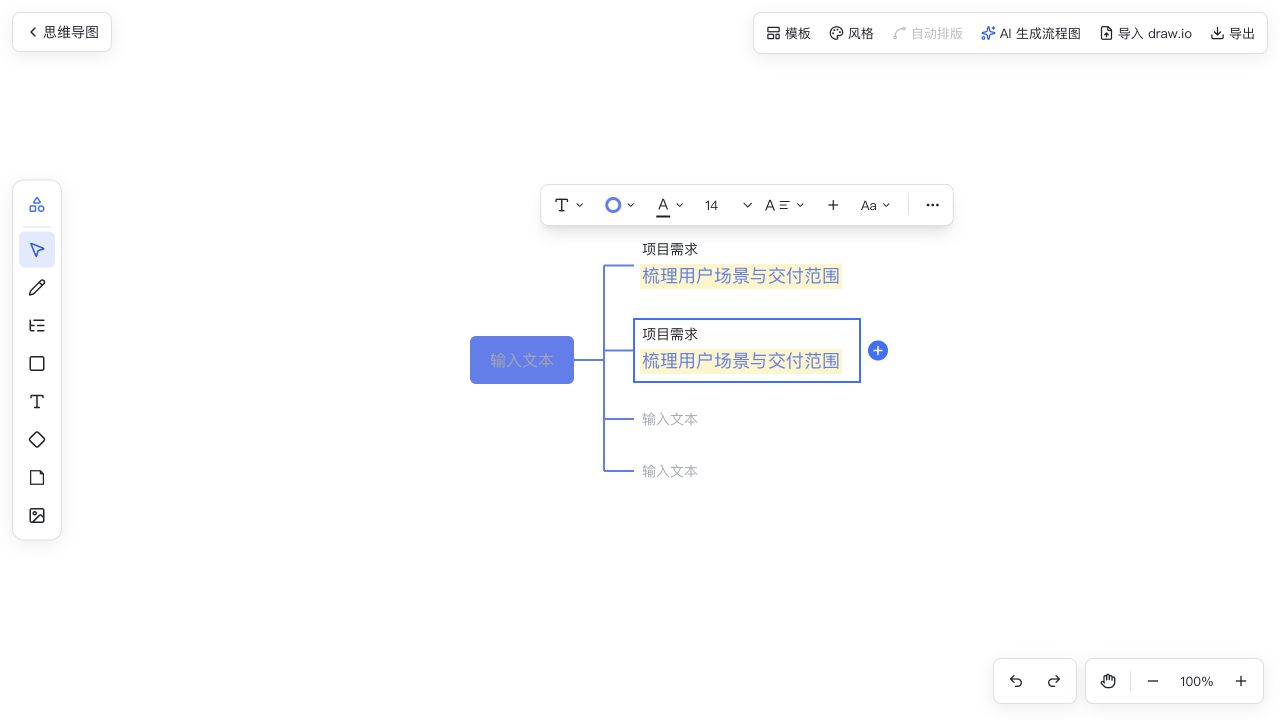 思维导图
模板
风格
自动排版
AI 生成流程图
导入 draw.io
导出
T
A
14
A
Aa
项目需求
梳理用户场景与交付范围
项目需求
梳理用户场景与交付范围
输入文本
输入文本
输入文本
100%